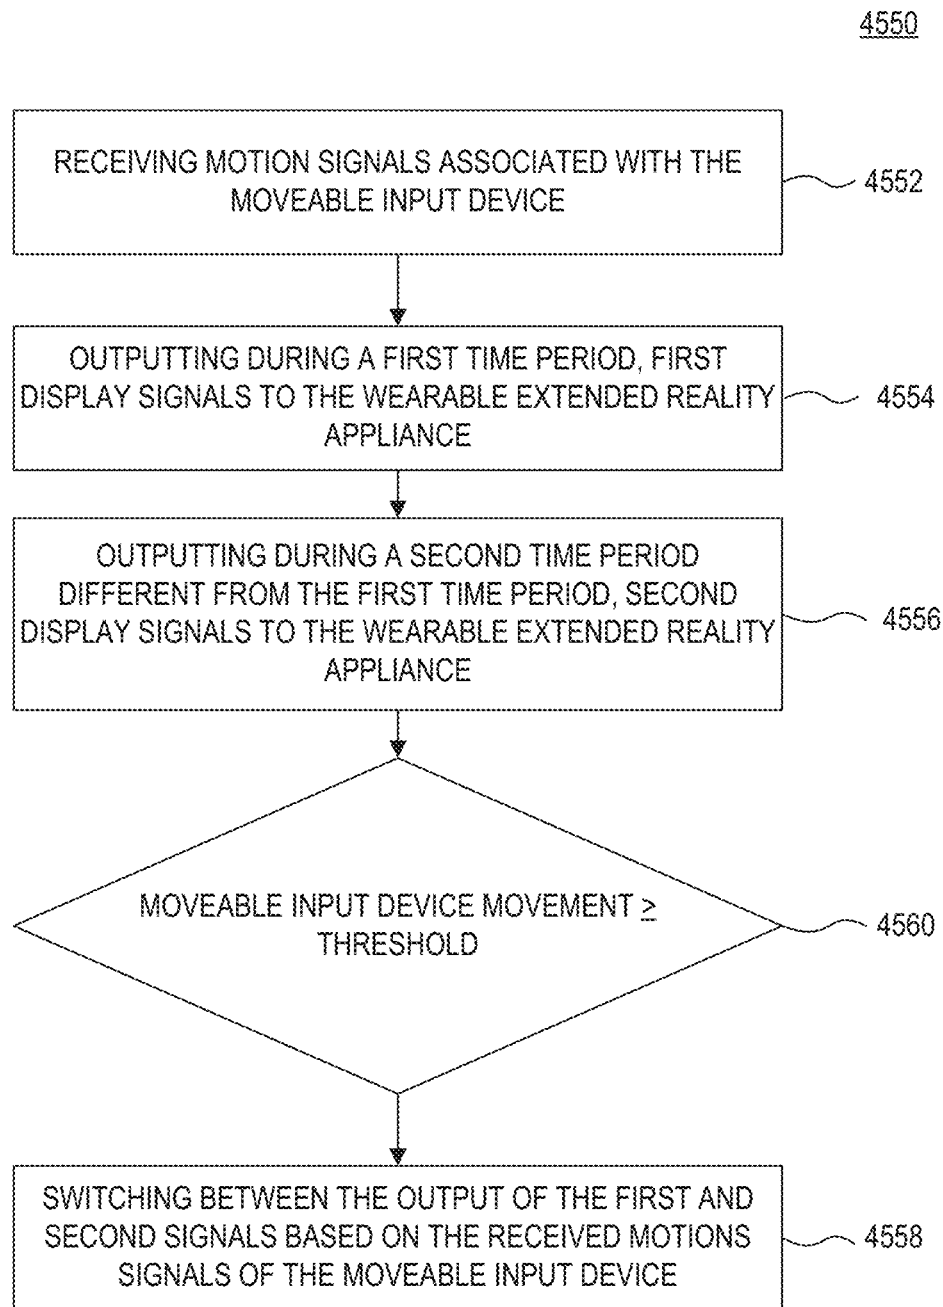 4550
RECEIVING MOTION SIGNALS ASSOCIATED WITH THE
MOVEABLE INPUT DEVICE
4552
OUTPUTTING DURING A FIRST TIME PERIOD, FIRST
DISPLAY SIGNALS TO THE WEARABLE EXTENDED REALITY
APPLIANCE
4554
OUTPUTTING DURING A SECOND TIME PERIOD
DIFFERENT FROM THE FIRST TIME PERIOD, SECOND
DISPLAY SIGNALS TO THE WEARABLE EXTENDED REALITY
APPLIANCE
4556
MOVEABLE INPUT DEVICE MOVEMENT ≥
THRESHOLD
4560
SWITCHING BETWEEN THE OUTPUT OF THE FIRST AND
SECOND SIGNALS BASED ON THE RECEIVED MOTIONS
SIGNALS OF THE MOVEABLE INPUT DEVICE
4558